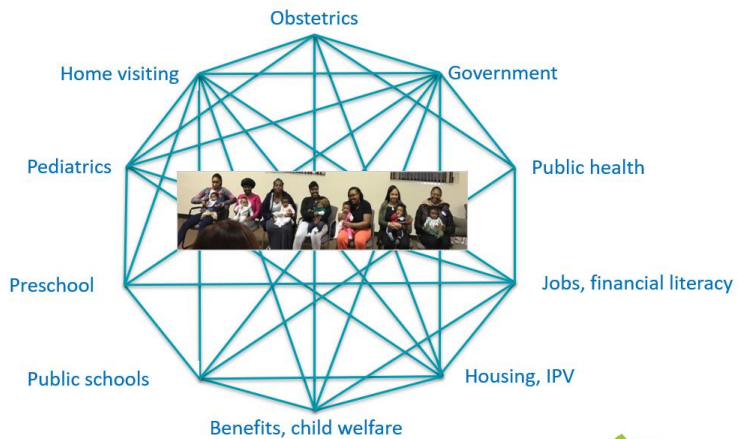 Obstetrics
Home visiting
Government
Pediatrics
Public health
Preschool
Jobs, financial literacy
Public schools
Housing, IPV
Benefits, child welfare